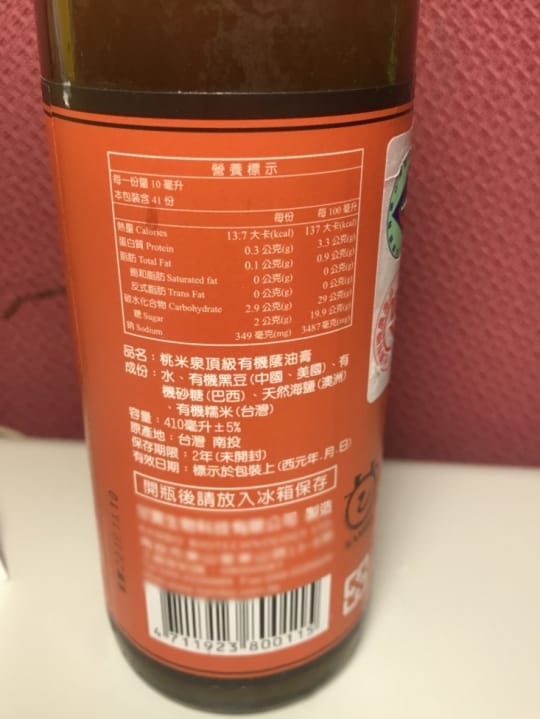 營養標示
每一份量 10 毫升
本包裝含 41 份
每份 每 100 毫升
熱量 Calories 13.7 大卡(kcal) 137 大卡(kcal)
蛋白質 Protein 0.3 公克(g) 3.3 公克(g)
脂肪 Total Fat 0.1 公克(g) 0.9 公克(g)
飽和脂肪 Saturated fat 0 公克(g) 0 公克(g)
反式脂肪 Trans Fat 0 公克(g) 0 公克(g)
碳水化合物 Carbohydrate 2.9 公克(g) 29 公克(g)
糖 Sugar 2 公克(g) 19.9 公克(g)
鈉 Sodium 349 毫克(mg) 3487 毫克(mg)
品名：桃米泉頂級有機蔭油膏
成份：水、有機黑豆(中國、美國)、有
機砂糖(巴西)、天然海鹽(澳洲)
、有機糯米(台灣)
容量：410毫升±5%
原產地：台灣 南投
保存期限：2年(未開封)
有效日期：標示於包裝上(西元年.月.日)
開瓶後請放入冰箱保存
製造
4 711923 800115